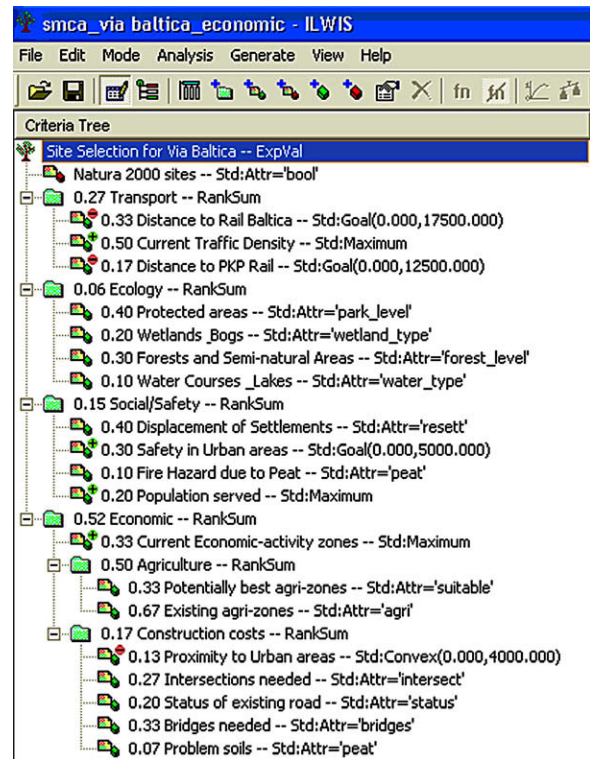 smca_via baltica_economic - ILWIS
File Edit Mode Analysis Generate View Help
fn fn
Criteria Tree
Site Selection for Via Baltica -- ExpVal
Natura 2000 sites -- Std:Attr='bool'
0.27 Transport -- RankSum
0.33 Distance to Rail Baltica -- Std:Goal(0.000,17500.000)
0.50 Current Traffic Density -- Std:Maximum
0.17 Distance to PKP Rail -- Std:Goal(0.000,12500.000)
0.06 Ecology -- RankSum
0.40 Protected areas -- Std:Attr='park_level'
0.20 Wetlands _Bogs -- Std:Attr='wetland_type'
0.30 Forests and Semi-natural Areas -- Std:Attr='forest_level'
0.10 Water Courses _Lakes -- Std:Attr='water_type'
0.15 Social/Safety -- RankSum
0.40 Displacement of Settlements -- Std:Attr='resett'
0.30 Safety in Urban areas -- Std:Goal(0.000,5000.000)
0.10 Fire Hazard due to Peat -- Std:Attr='peat'
0.20 Population served -- Std:Maximum
0.52 Economic -- RankSum
0.33 Current Economic-activity zones -- Std:Maximum
0.50 Agriculture -- RankSum
0.33 Potentially best agri-zones -- Std:Attr='suitable'
0.67 Existing agri-zones -- Std:Attr='agri'
0.17 Construction costs -- RankSum
0.13 Proximity to Urban areas -- Std:Convex(0.000,4000.000)
0.27 Intersections needed -- Std:Attr='intersect'
0.20 Status of existing road -- Std:Attr='status'
0.33 Bridges needed -- Std:Attr='bridges'
0.07 Problem soils -- Std:Attr='peat'